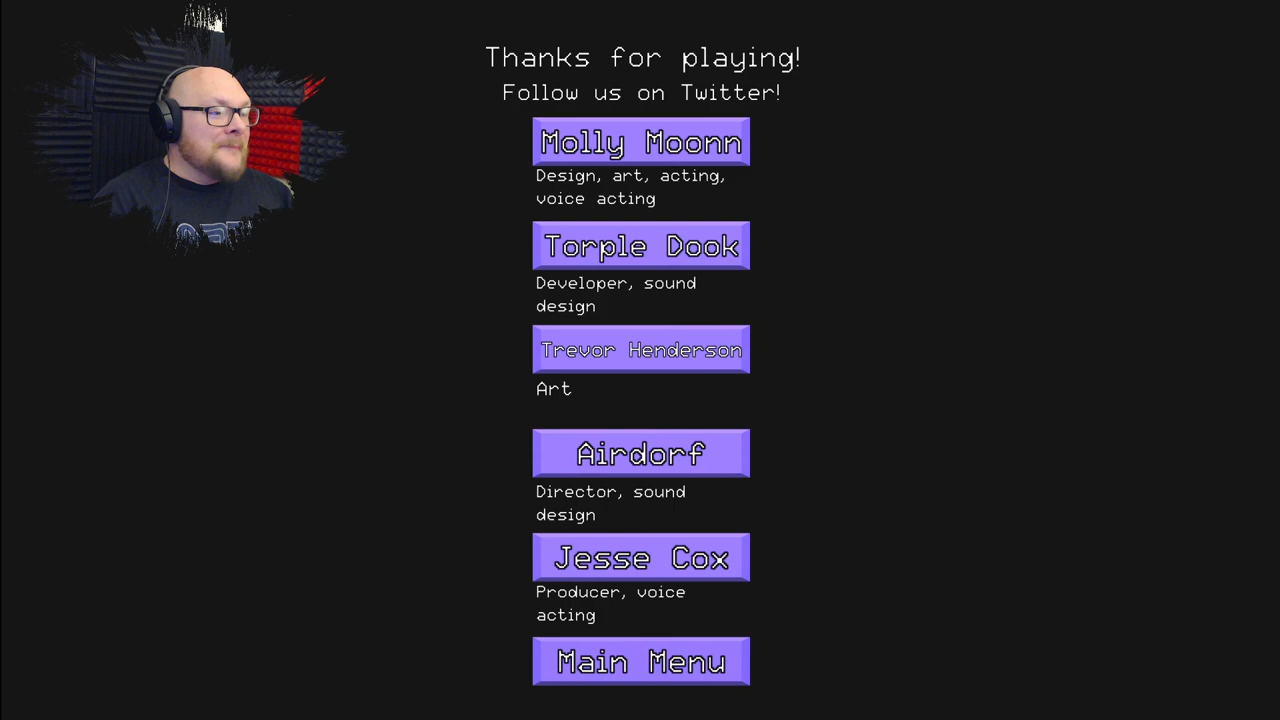 Thanks for playing!
Follow us on Twitter!
Molly Moonn
Design, art, acting,
voice acting
Torple Dook
Developer, sound
design
Trevor Henderson
Art
Airdorf
Director, sound
design
Jesse Cox
Producer, voice
acting
Main Menu